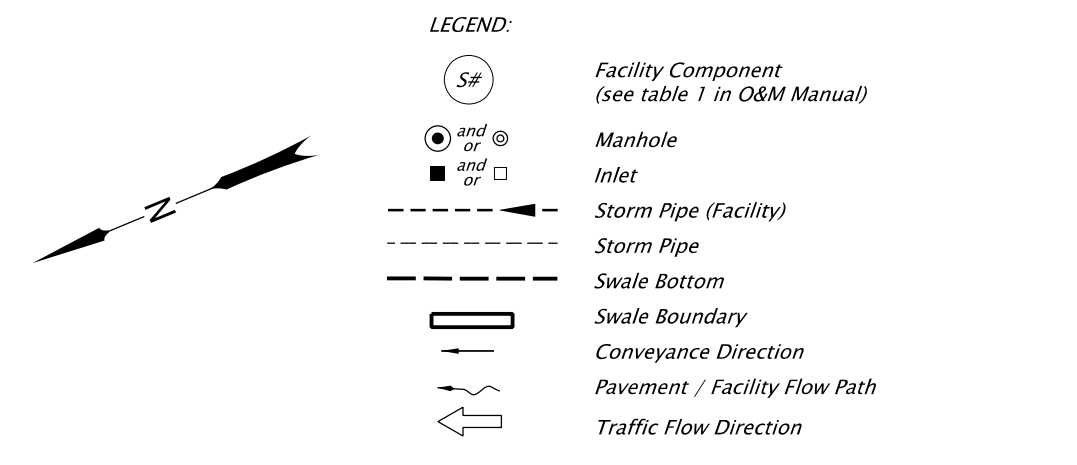 LEGEND:
S#
Facility Component
(see table 1 in O&M Manual)
and
or
Manhole
and
or
Inlet
Storm Pipe (Facility)
Storm Pipe
Swale Bottom
Swale Boundary
Conveyance Direction
Pavement / Facility Flow Path
Traffic Flow Direction
N